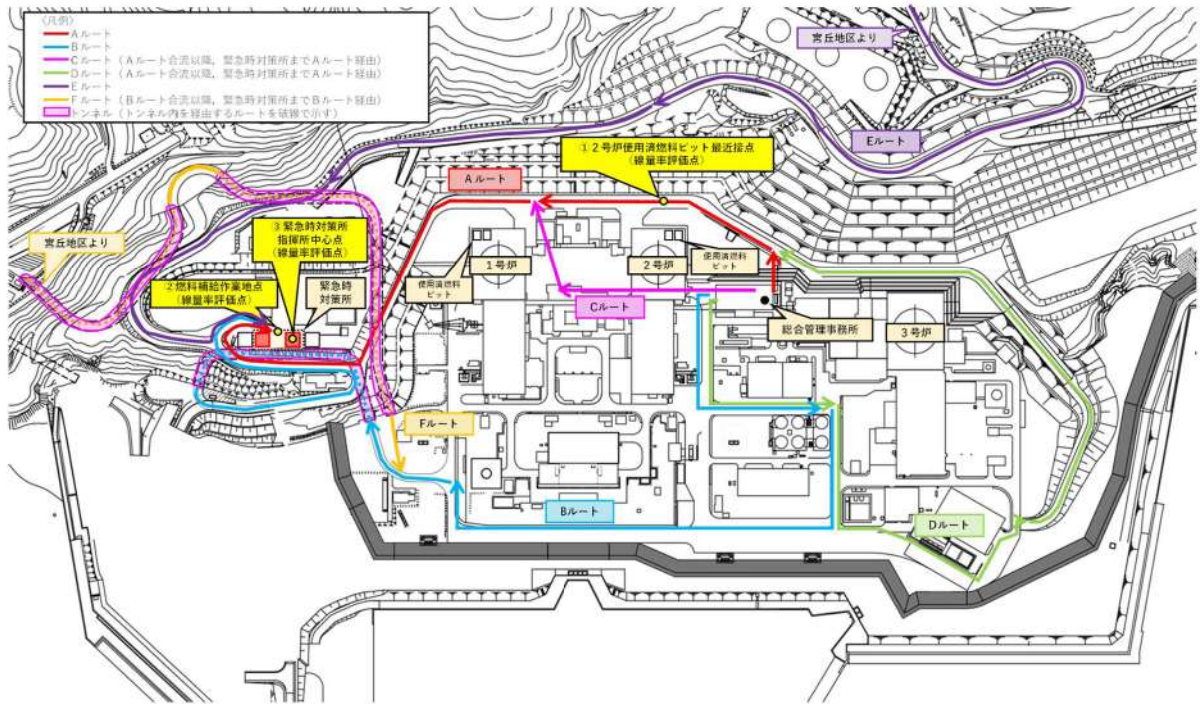 《凡例》
Aルート
Bルート
Cルート（Aルート合流以降，緊急時対策所までAルート経由）
Dルート（Aルート合流以降，緊急時対策所までAルート経由）
Eルート
Fルート（Bルート合流以降，緊急時対策所までBルート経由）
トンネル（トンネル内を経由するルートを破線で示す）
宮丘地区より
Eルート
①２号炉使用済燃料ピット最近接点
（線量率評価点）
Aルート
③緊急時対策所
指揮所中心点
（線量率評価点）
宮丘地区より
②燃料補給作業地点
（線量率評価点）
緊急時
対策所
使用済燃料
ピット
１号炉
２号炉
使用済燃料
ピット
Cルート
総合管理事務所
３号炉
Fルート
Bルート
Dルート